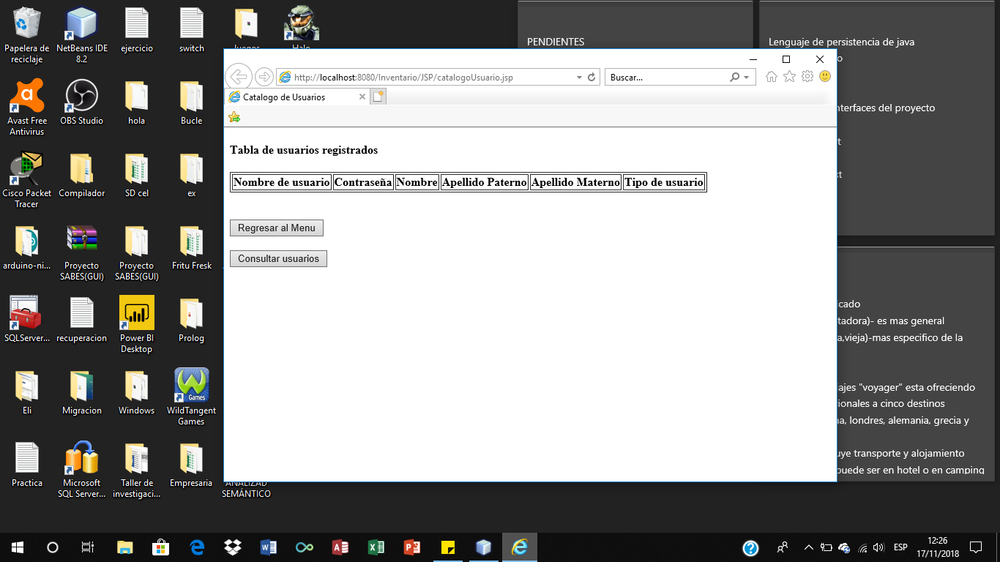 Papelera de
reciclaje
NetBeans IDE
8.2
ejercicio
switch
Juegos
Halo
Avast Free
Antivirus
OBS Studio
hola
Bucle
Cisco Packet
Tracer
Compilador
SD cel
ex
arduino-ni...
Proyecto
SABES(GUI)
Proyecto
SABES(GUI)
Fritu Fresk
SQLServer...
recuperacion
Power BI
Desktop
Prolog
Eli
Migracion
Windows
WildTangent
Games
Practica
Microsoft
SQL Server...
Taller de
investigaci...
Empresaria
SEMÁNTICO
http://localhost:8080/Inventario/JSP/catalogoUsuario.jsp
Buscar...
Catalogo de Usuarios
Tabla de usuarios registrados
Nombre de usuario Contraseña Nombre Apellido Paterno Apellido Materno Tipo de usuario
Regresar al Menu
Consultar usuarios
PENDIENTES
Lenguaje de persistencia de java
nterfaces del proyecto
icado
tadora)- es mas general
a,vieja)-mas especifico de la
iajes "voyager" esta ofreciendo
ionales a cinco destinos
na, londres, alemania, grecia y
uye transporte y alojamiento
puede ser en hotel o en camping
ESP
12:26
17/11/2018